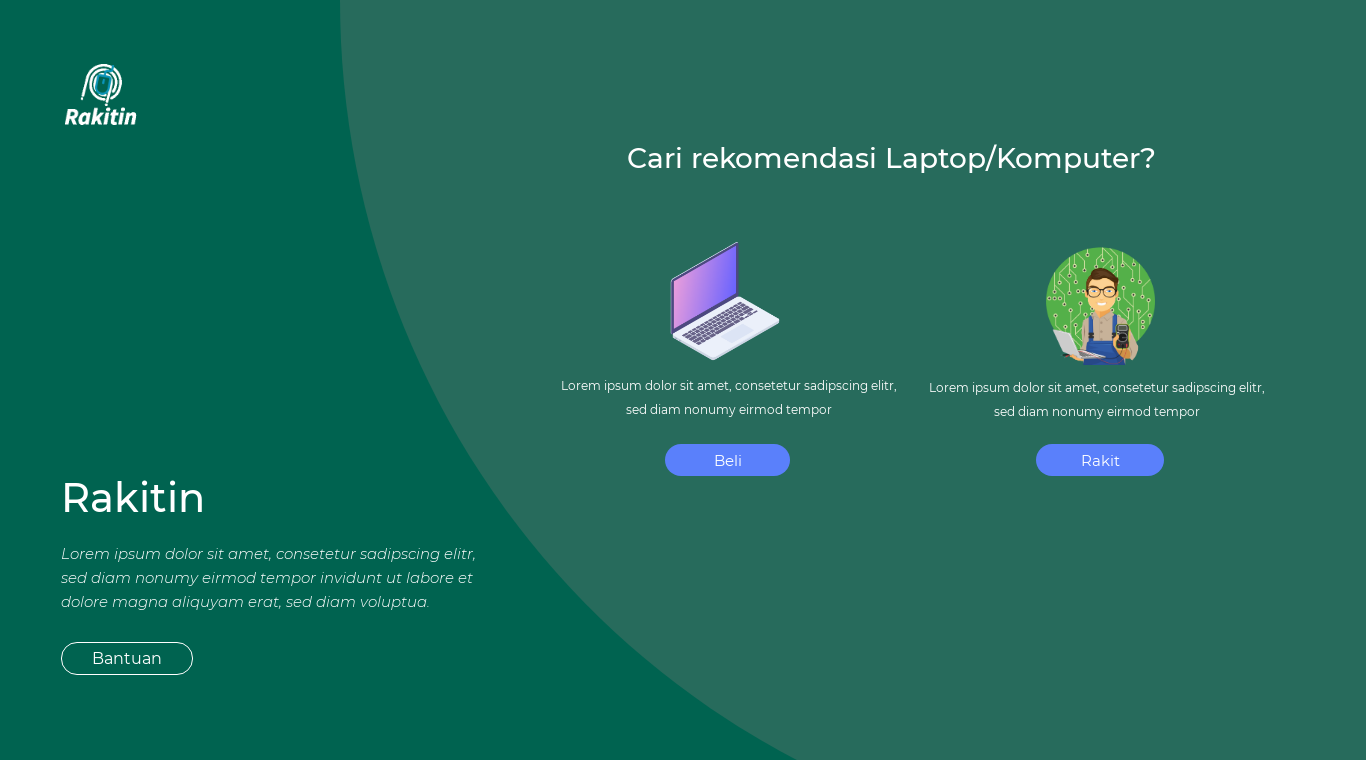 Rakitin
Cari rekomendasi Laptop/Komputer?
Lorem ipsum dolor sit amet, consetetur sadipscing elitr,
sed diam nonumy eirmod tempor
Beli
Lorem ipsum dolor sit amet, consetetur sadipscing elitr,
sed diam nonumy eirmod tempor
Rakit
Rakitin
Lorem ipsum dolor sit amet, consetetur sadipscing elitr,
sed diam nonumy eirmod tempor invidunt ut labore et
dolore magna aliquyam erat, sed diam voluptua.
Bantuan